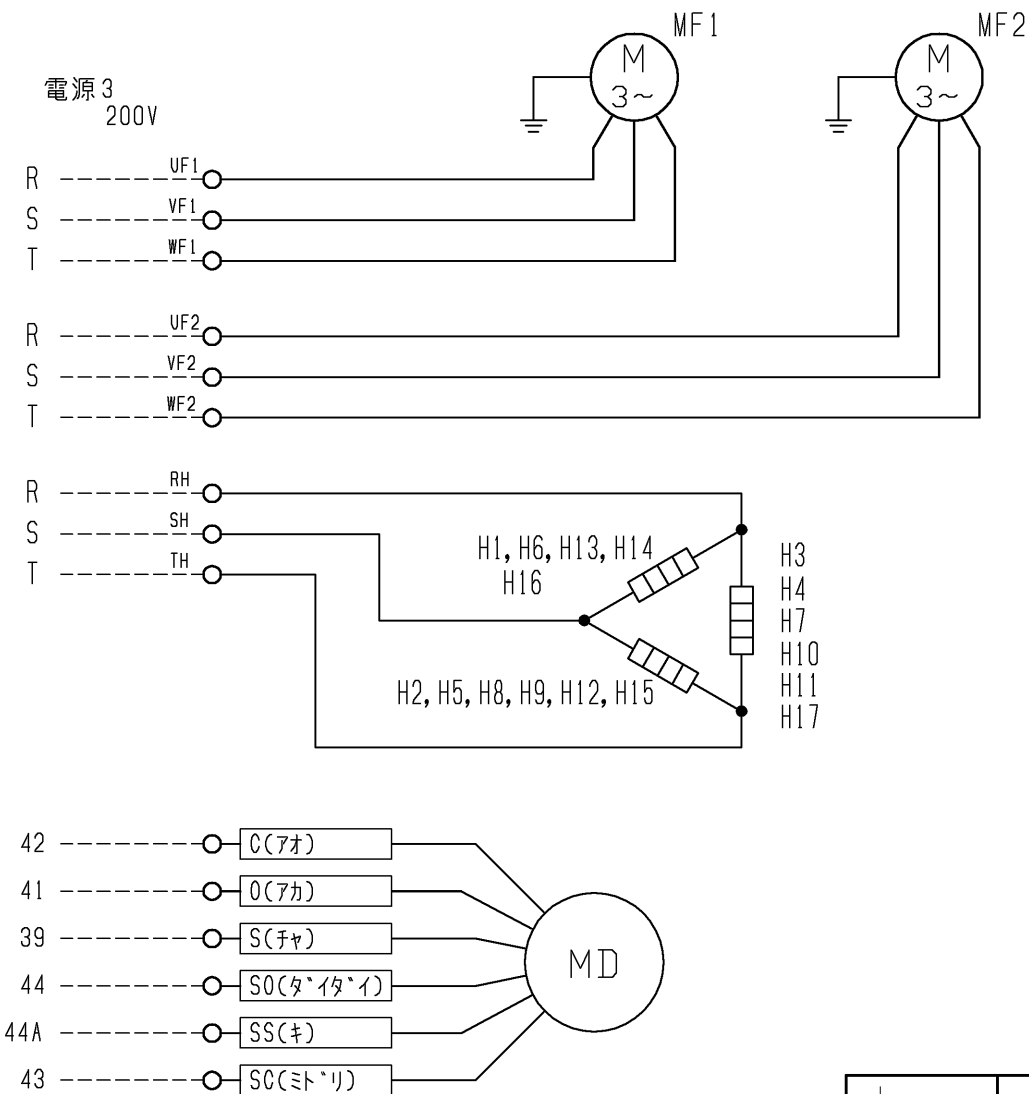 MF1
MF2
M
3~
M
3~
電源3
200V
R UF1
S VF1
T WF1
R UF2
S VF2
T WF2
R RH
S SH
T TH
H1,H6,H13,H14
H16
H3
H4
H7
H10
H11
H17
H2,H5,H8,H9,H12,H15
42 C(アオ)
41 O(アカ)
39 S(チャ)
44 SO(ダイダイ)
44A SS(キ)
43 SC(ミドリ)
MD